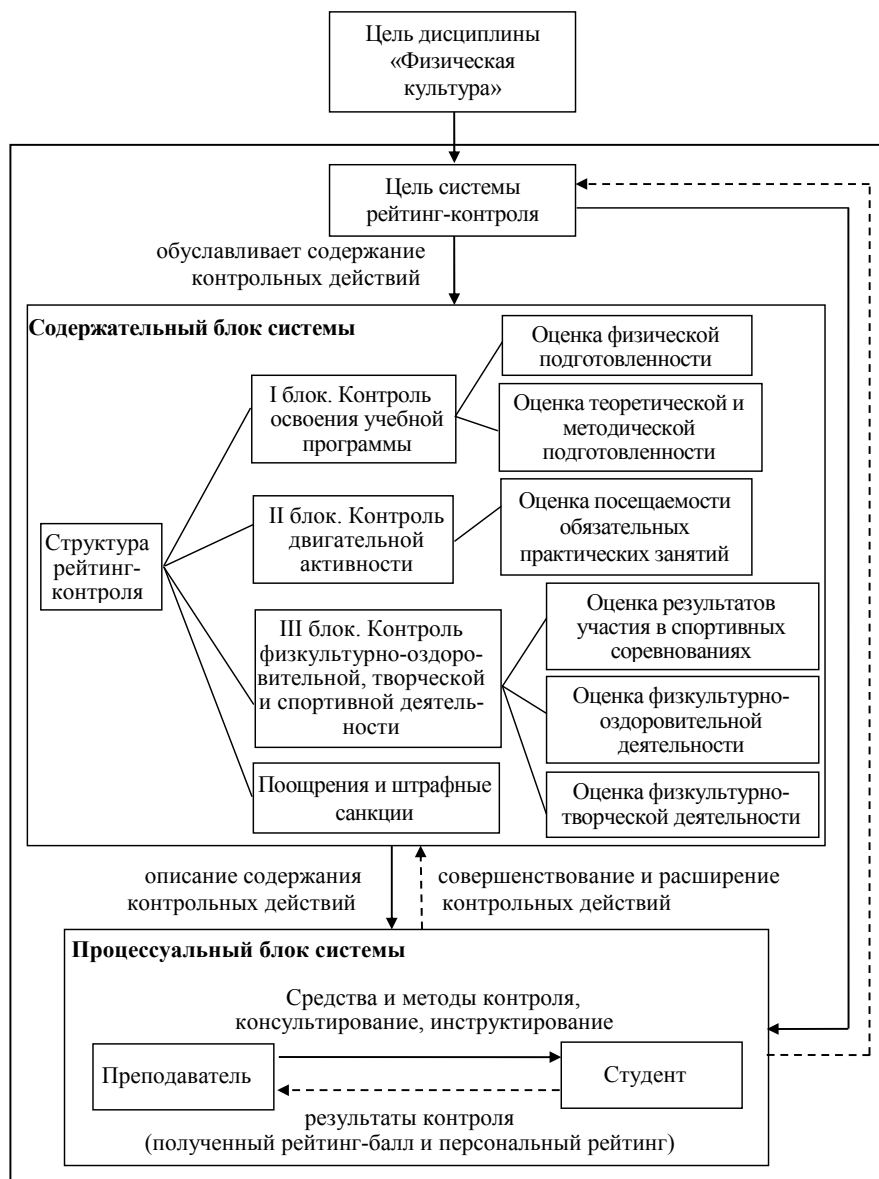 Цель дисциплины
«Физическая
культура»
Цель системы
рейтинг-контроля
обуславливает содержание
контрольных действий
Содержательный блок системы
Структура
рейтинг-
контроля
I блок. Контроль
освоения учебной
программы
Оценка физической
подготовленности
Оценка теоретической и
методической
подготовленности
II блок. Контроль
двигательной
активности
Оценка посещаемости
обязательных
практических занятий
III блок. Контроль
физкультурно-оздоро-
вительной, творческой
и спортивной деятель-
ности
Оценка результатов
участия в спортивных
соревнованиях
Оценка физкультурно-
оздоровительной
деятельности
Оценка физкультурно-
творческой деятельности
Поощрения и штрафные
санкции
описание содержания
контрольных действий
совершенствование и расширение
контрольных действий
Процессуальный блок системы
Средства и методы контроля,
консультирование, инструктирование
Преподаватель
Студент
результаты контроля
(полученный рейтинг-балл и персональный рейтинг)